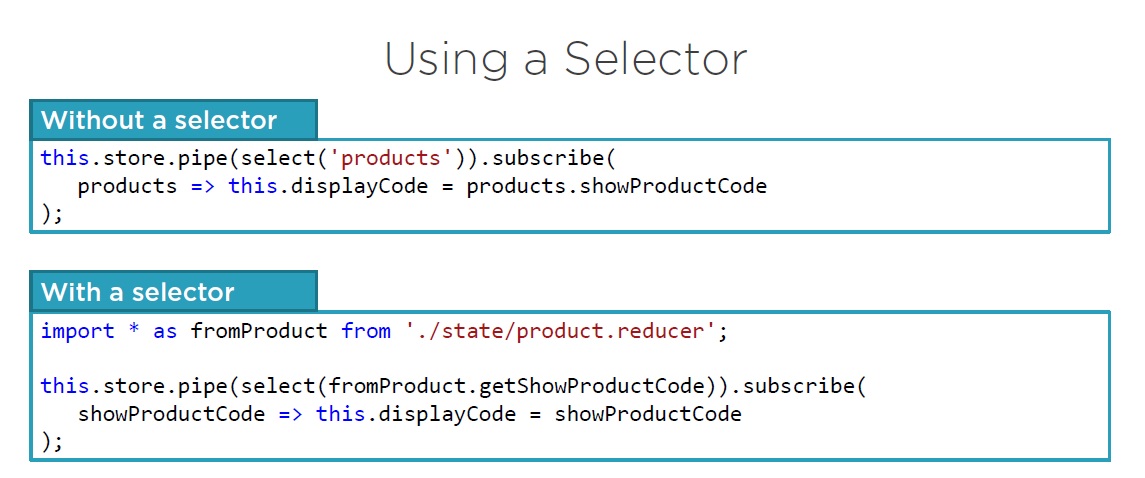 Using a Selector
Without a selector
this.store.pipe(select('products')).subscribe(
   products => this.displayCode = products.showProductCode
);
With a selector
import * as fromProduct from './state/product.reducer';
this.store.pipe(select(fromProduct.getShowProductCode)).subscribe(
   showProductCode => this.displayCode = showProductCode
);